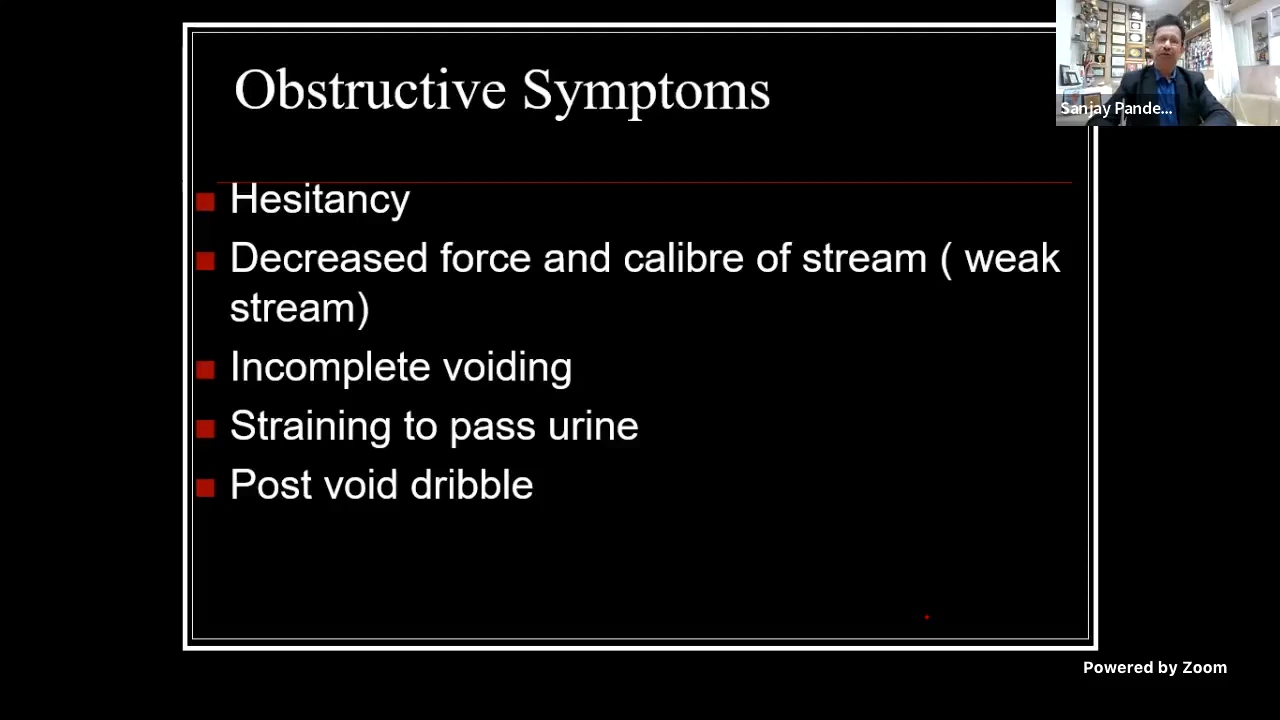 Obstructive Symptoms
Sanjay Pande...
Hesitancy
Decreased force and calibre of stream ( weak
stream)
Incomplete voiding
Straining to pass urine
Post void dribble
Powered by Zoom